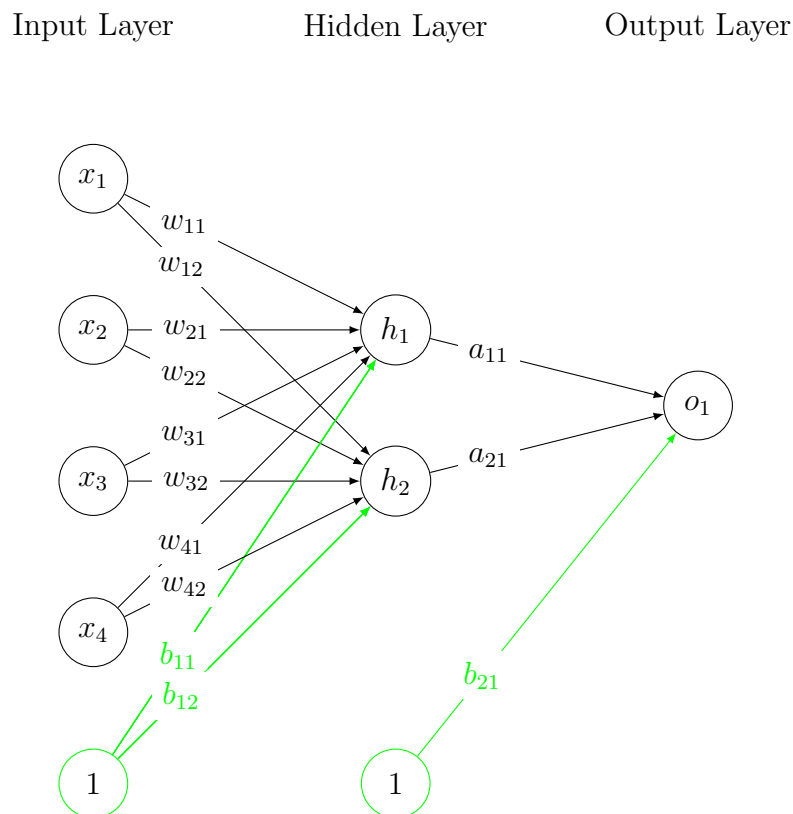 Input Layer Hidden Layer Output Layer
x₁
w₁₁
w₁₂
x₂ w₂₁ h₁
a₁₁
w₂₂
o₁
w₃₁
a₂₁
x₃ w₃₂ h₂
w₄₁
w₄₂
x₄
b₁₁
b₂₁
b₁₂
1 1